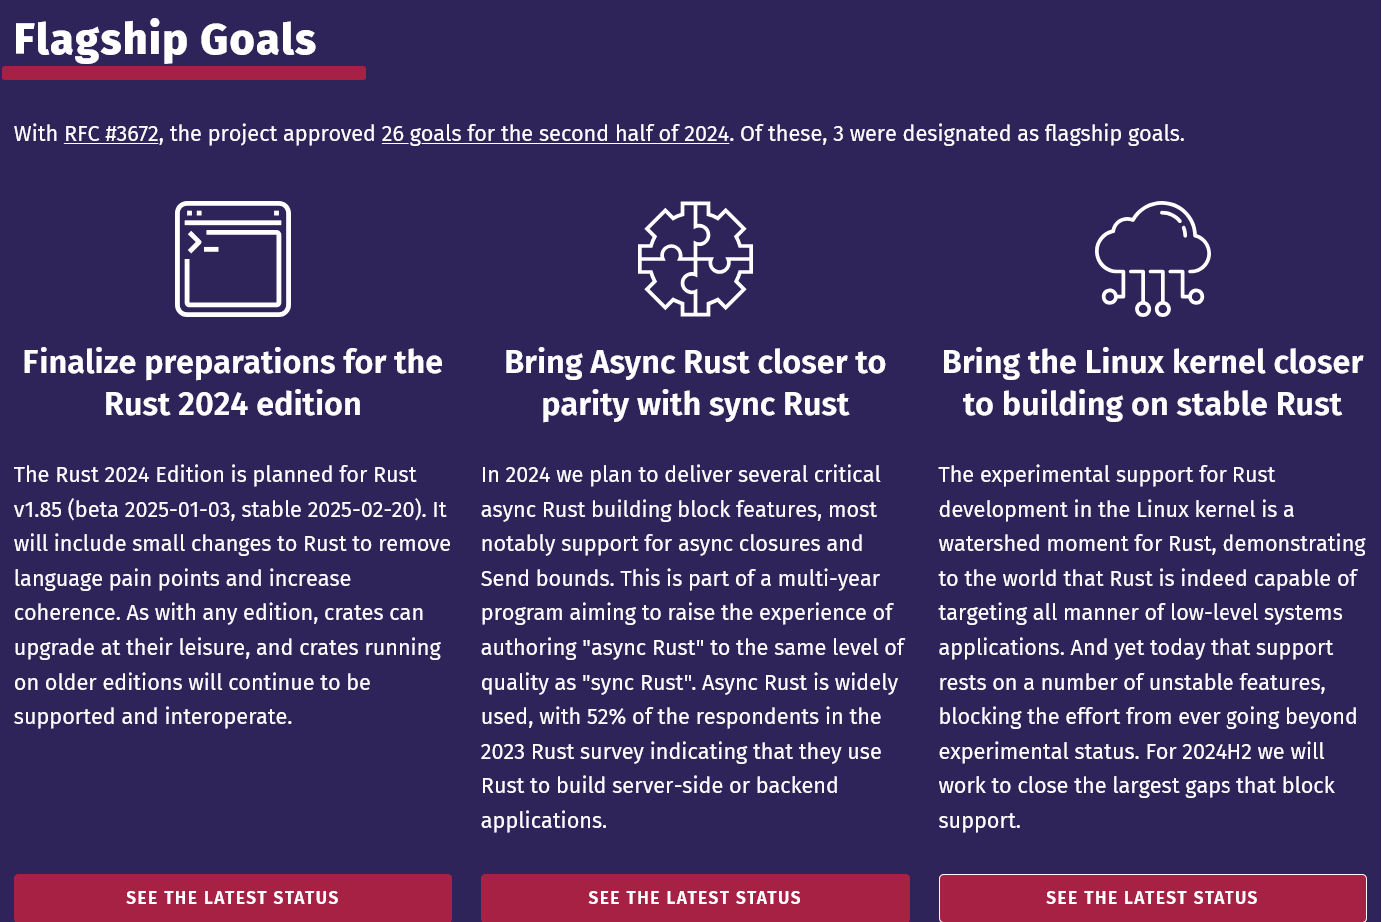 Flagship Goals
With RFC #3672, the project approved 26 goals for the second half of 2024. Of these, 3 were designated as flagship goals.
Finalize preparations for the
Rust 2024 edition
The Rust 2024 Edition is planned for Rust
v1.85 (beta 2025-01-03, stable 2025-02-20). It
will include small changes to Rust to remove
language pain points and increase
coherence. As with any edition, crates can
upgrade at their leisure, and crates running
on older editions will continue to be
supported and interoperate.
SEE THE LATEST STATUS
Bring Async Rust closer to
parity with sync Rust
In 2024 we plan to deliver several critical
async Rust building block features, most
notably support for async closures and
Send bounds. This is part of a multi-year
program aiming to raise the experience of
authoring "async Rust" to the same level of
quality as "sync Rust". Async Rust is widely
used, with 52% of the respondents in the
2023 Rust survey indicating that they use
Rust to build server-side or backend
applications.
SEE THE LATEST STATUS
Bring the Linux kernel closer
to building on stable Rust
The experimental support for Rust
development in the Linux kernel is a
watershed moment for Rust, demonstrating
to the world that Rust is indeed capable of
targeting all manner of low-level systems
applications. And yet today that support
rests on a number of unstable features,
blocking the effort from ever going beyond
experimental status. For 2024H2 we will
work to close the largest gaps that block
support.
SEE THE LATEST STATUS